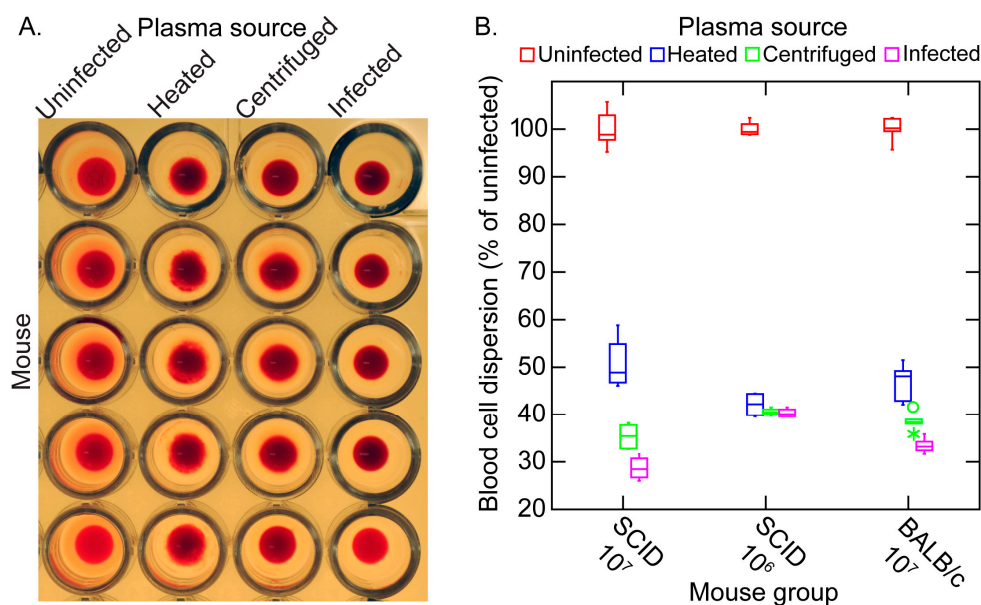 A.
Plasma source
Uninfected
Heated
Centrifuged
Infected
Mouse
B.
Plasma source
Uninfected Heated Centrifuged Infected
Blood cell dispersion (% of uninfected)
100
90
80
70
60
50
40
30
20
SCID
10⁷
SCID
10⁶
BALB/c
10⁷
Mouse group